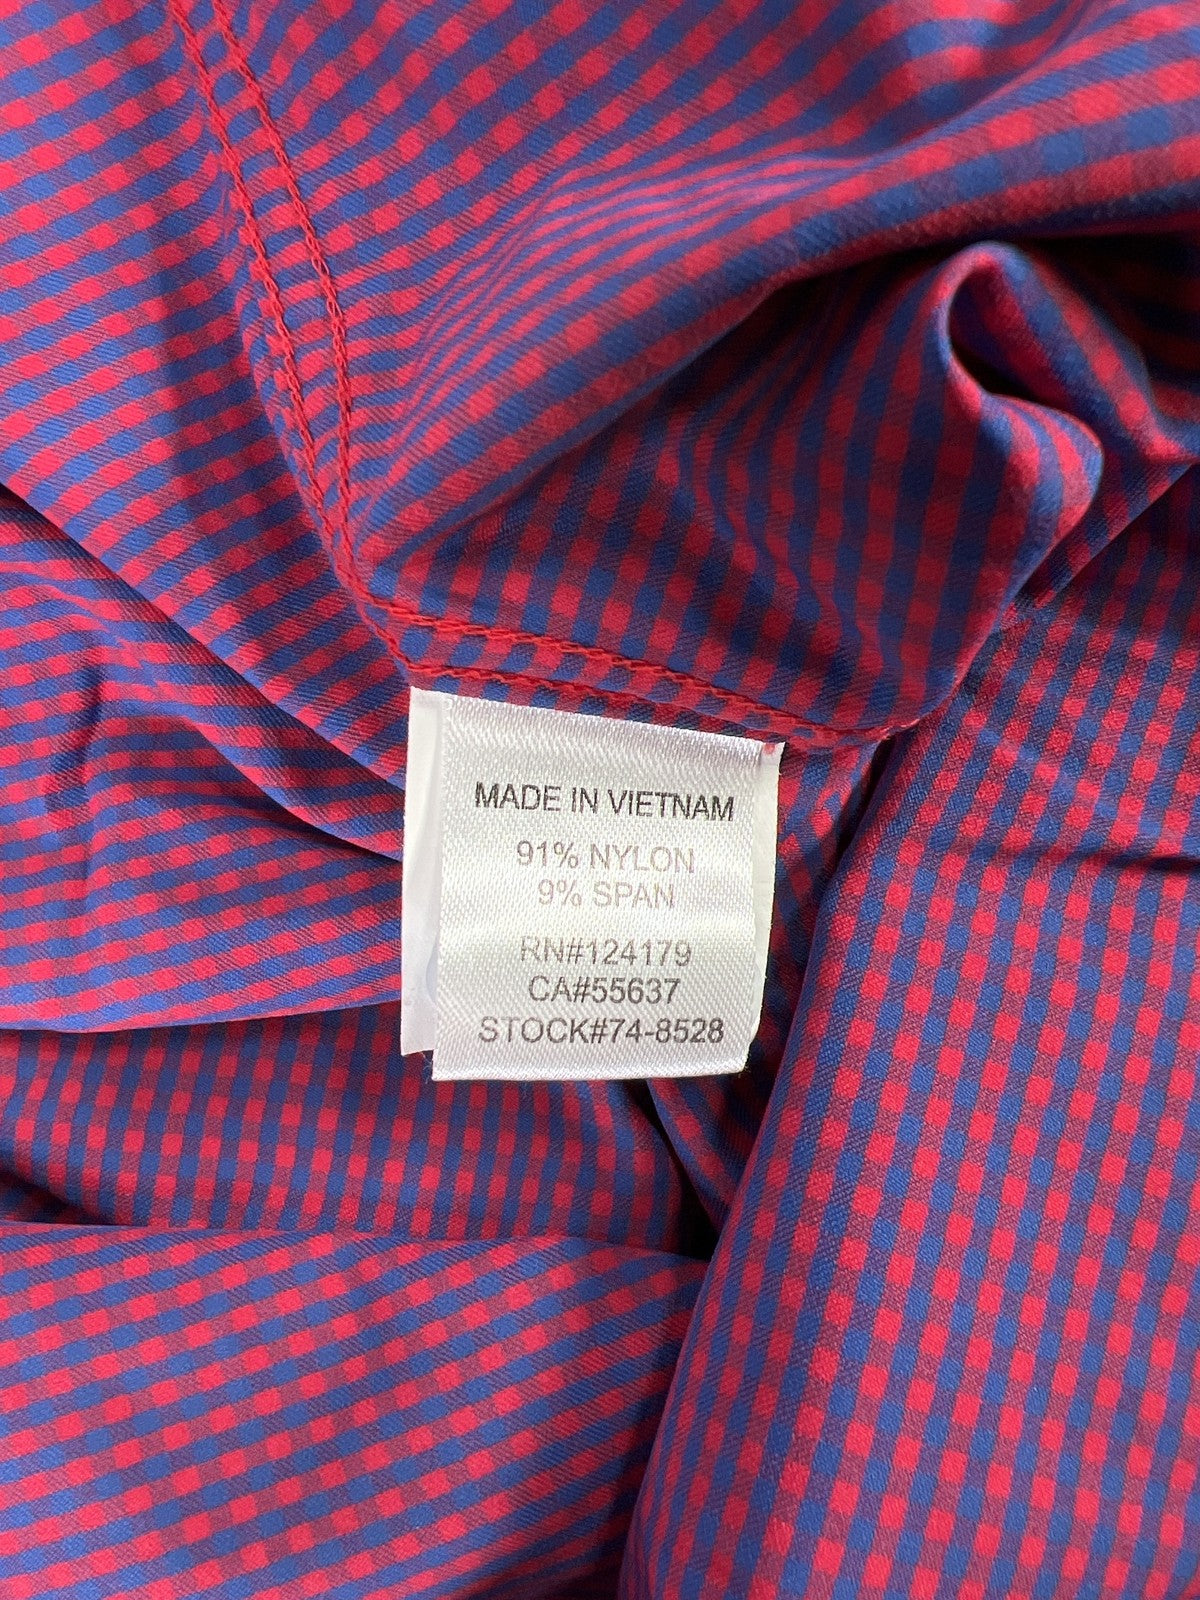 MADE IN VIETNAM
91% NYLON
9% SPAN
RN#124179
CA#55637
STOCK#74-8528